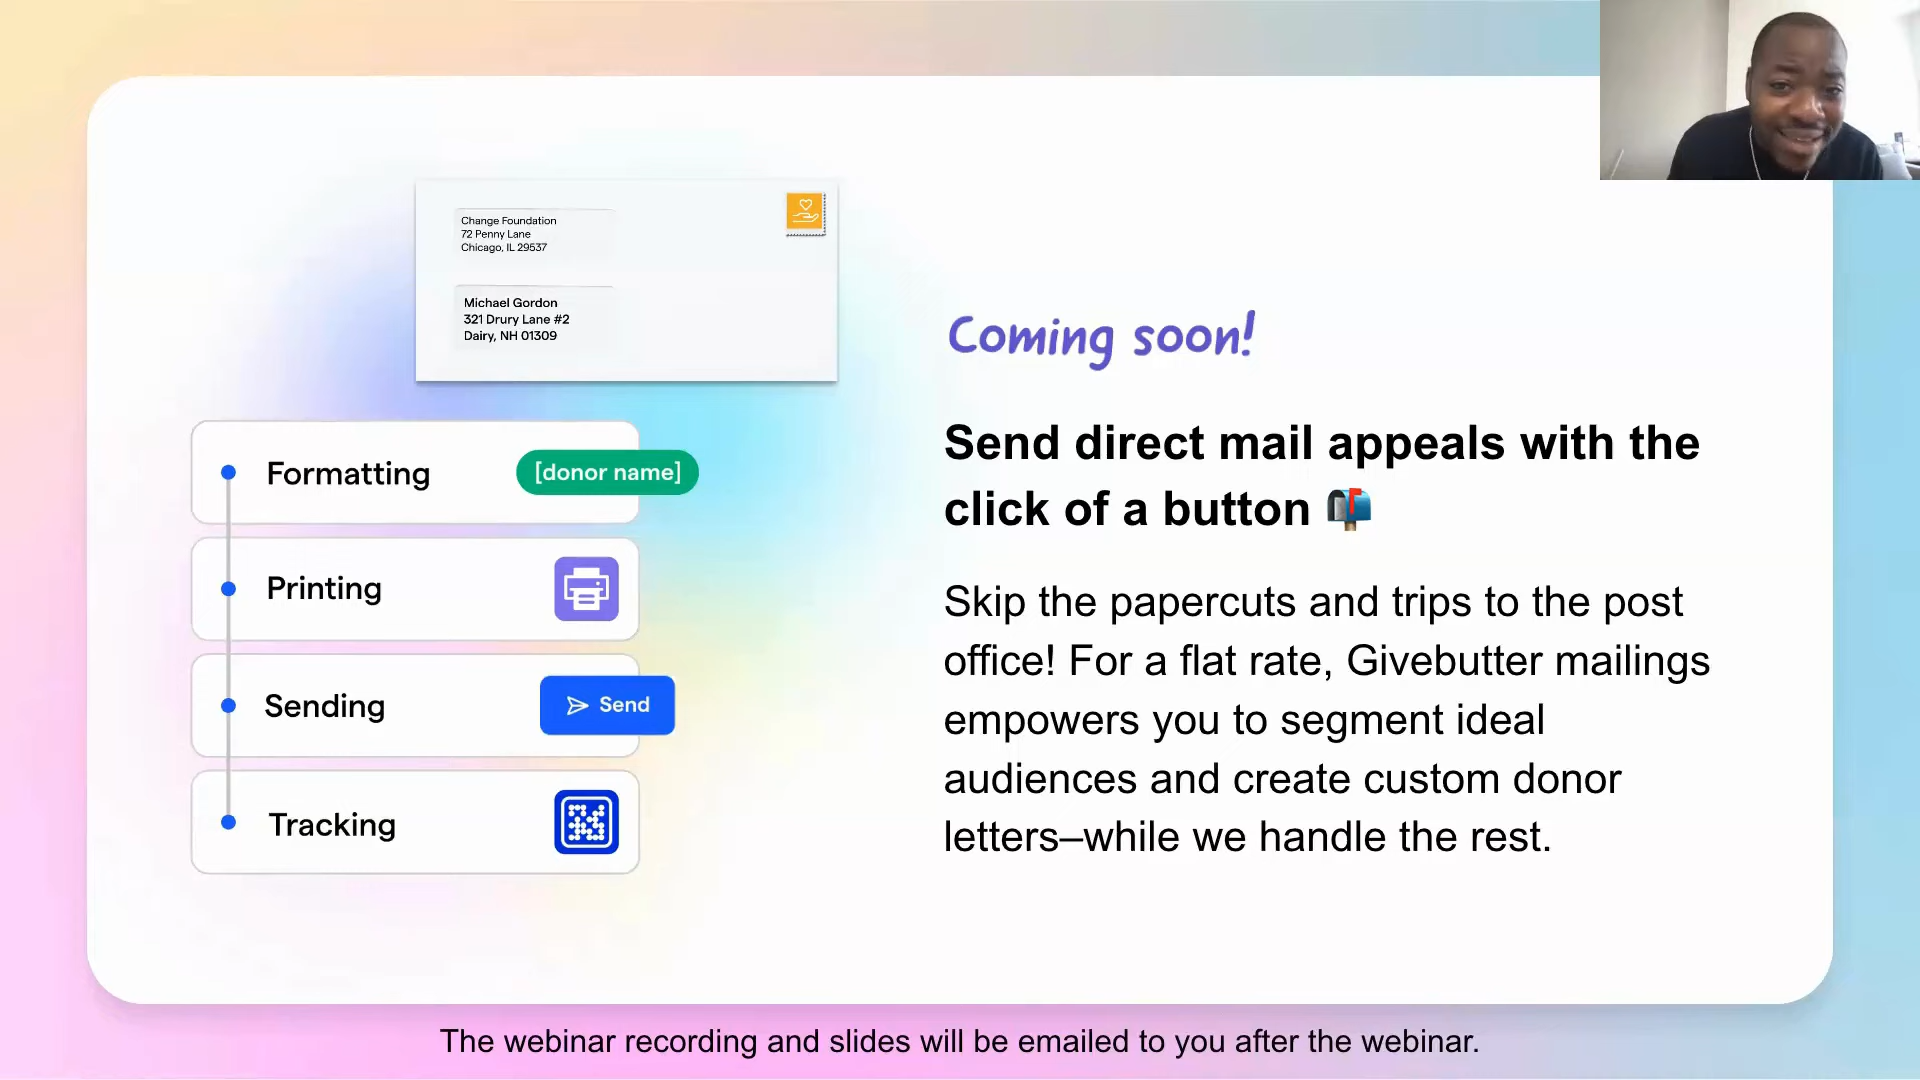 Change Foundation
72 Penny Lane
Chicago, IL 29537
Michael Gordon
321 Drury Lane #2
Dairy, NH 01309
Formatting
[donor name]
Printing
Sending
Send
Tracking
Coming soon!
Send direct mail appeals with the
click of a button
Skip the papercuts and trips to the post
office! For a flat rate, Givebutter mailings
empowers you to segment ideal
audiences and create custom donor
letters–while we handle the rest.
The webinar recording and slides will be emailed to you after the webinar.